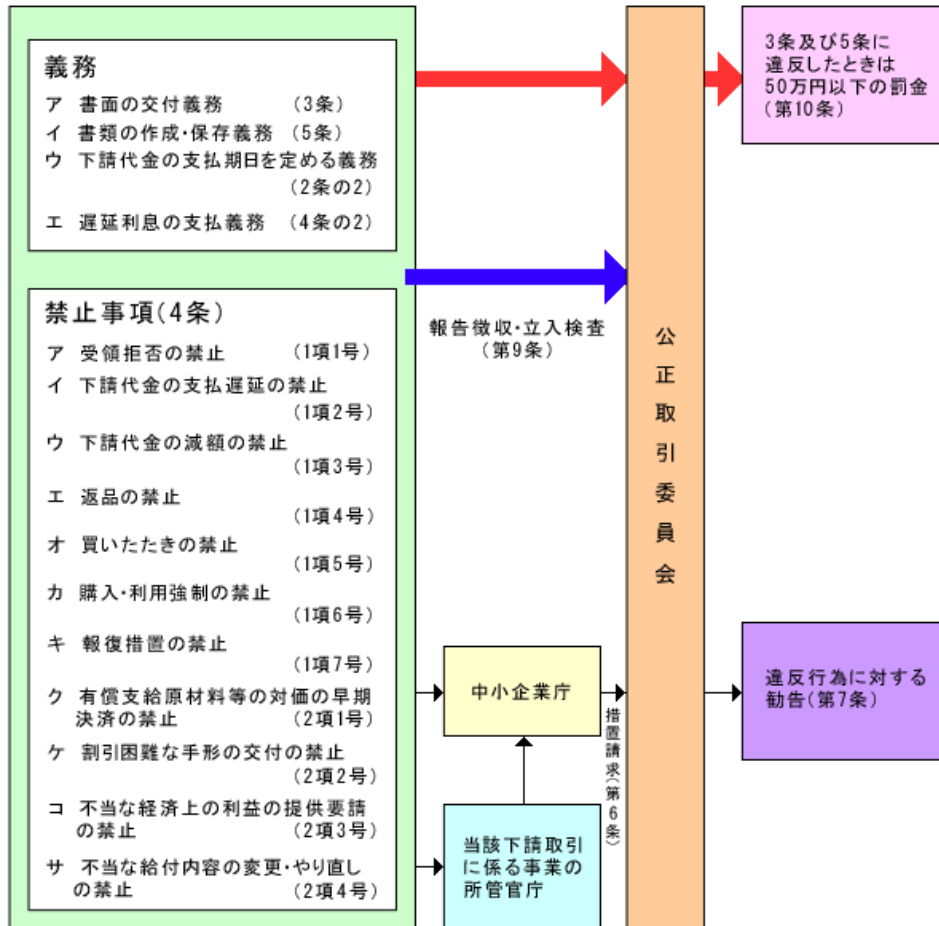 義務
ア 書面の交付義務 (3条)
イ 書類の作成・保存義務 (5条)
ウ 下請代金の支払期日を定める義務
(2条の2)
エ 遅延利息の支払義務 (4条の2)
禁止事項(4条)
ア 受領拒否の禁止 (1項1号)
イ 下請代金の支払遅延の禁止
(1項2号)
ウ 下請代金の減額の禁止
(1項3号)
エ 返品の禁止
(1項4号)
オ 買いたたきの禁止
(1項5号)
カ 購入・利用強制の禁止
(1項6号)
キ 報復措置の禁止
(1項7号)
ク 有償支給原材料等の対価の早期
決済の禁止 (2項1号)
ケ 割引困難な手形の交付の禁止
(2項2号)
コ 不当な経済上の利益の提供要請
の禁止 (2項3号)
サ 不当な給付内容の変更・やり直し
の禁止 (2項4号)
報告徴収・立入検査
(第9条)
中小企業庁
当該下請取引
に係る事業の
所管官庁
措置請求(第6条)
公正取引委員会
3条及び5条に
違反したときは
50万円以下の罰金
(第10条)
違反行為に対する
勧告(第7条)